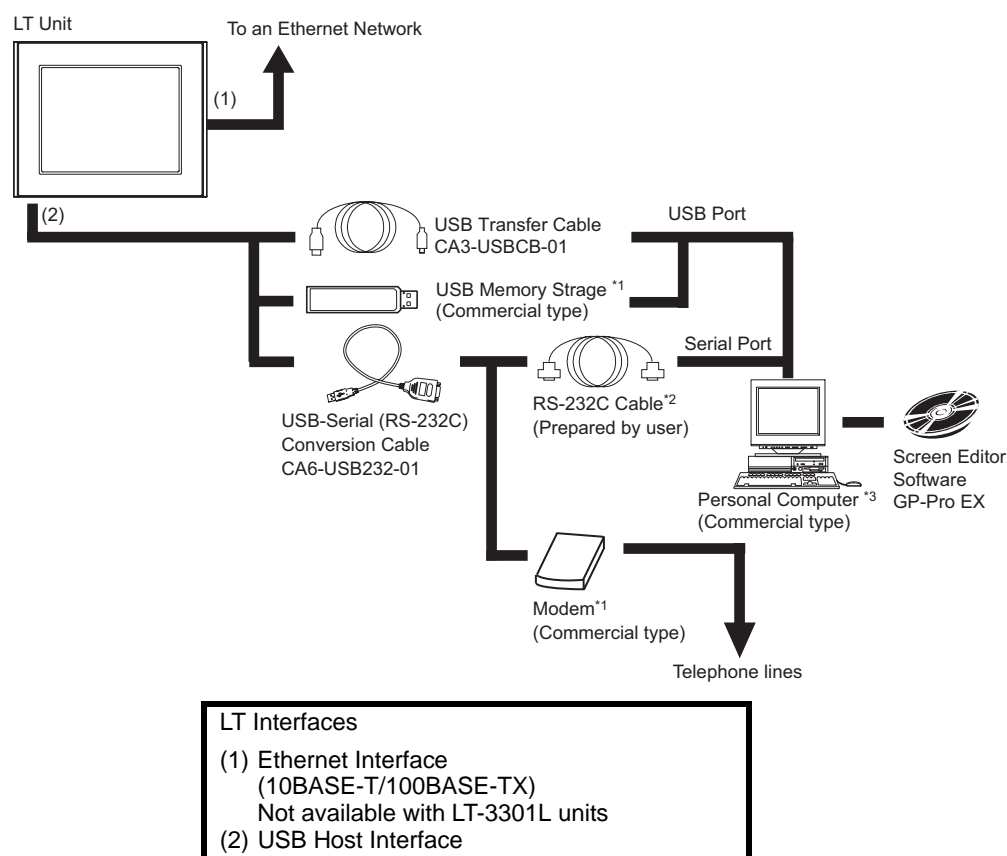 LT Unit
To an Ethernet Network
(1)
(2)
USB Transfer Cable
CA3-USBCB-01
USB Port
USB Memory Strage *1
(Commercial type)
Serial Port
USB-Serial (RS-232C)
Conversion Cable
CA6-USB232-01
RS-232C Cable*2
(Prepared by user)
Personal Computer *3
(Commercial type)
Screen Editor
Software
GP-Pro EX
Modem*1
(Commercial type)
Telephone lines
LT Interfaces
(1) Ethernet Interface
(10BASE-T/100BASE-TX)
Not available with LT-3301L units
(2) USB Host Interface